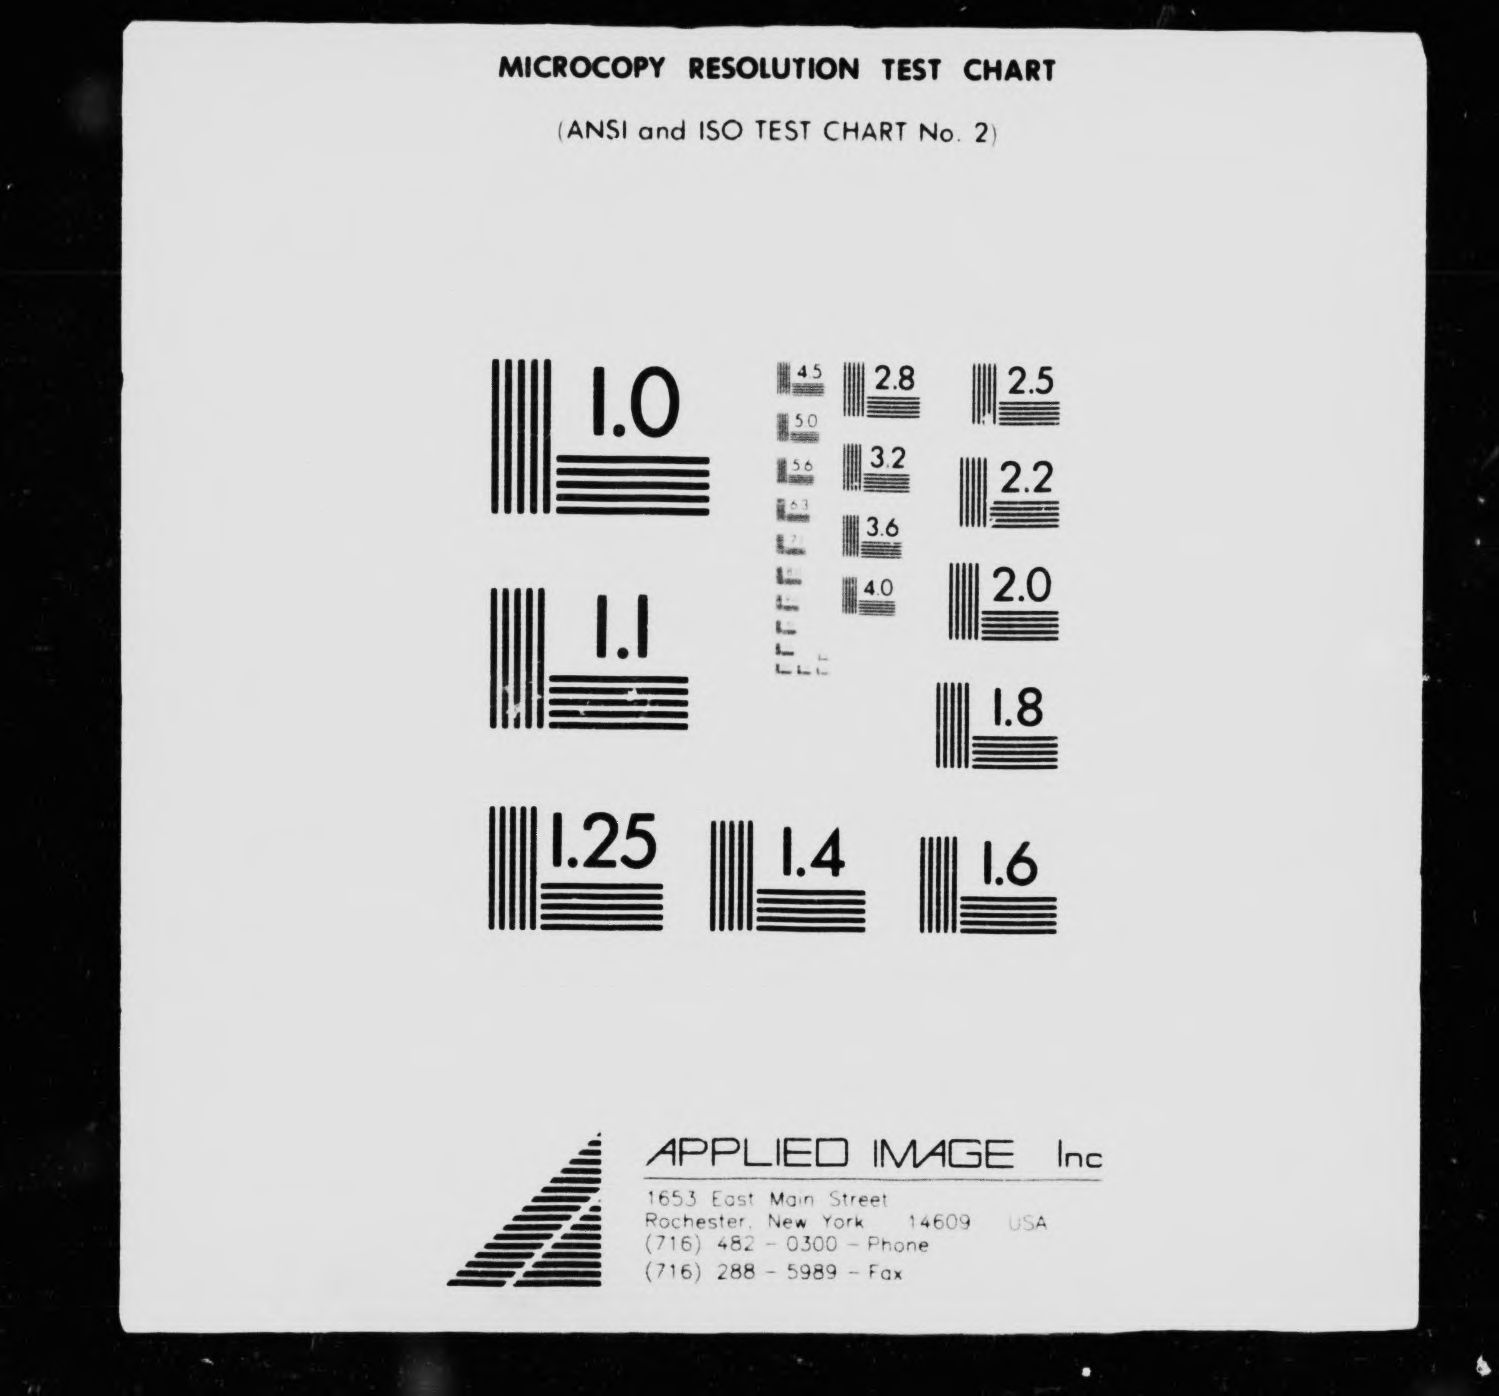 MICROCOPY RESOLUTION TEST CHART
(ANSI and ISO TEST CHART No. 2)
1.0
4.5
2.8
2.5
5.0
3.2
2.2
5.6
6.3
3.6
4.0
2.0
1.1
1.8
1.25
1.4
1.6
APPLIED IMAGE Inc
1653 East Main Street
Rochester, New York 14609 USA
(716) 482 - 0300 - Phone
(716) 288 - 5989 - Fax